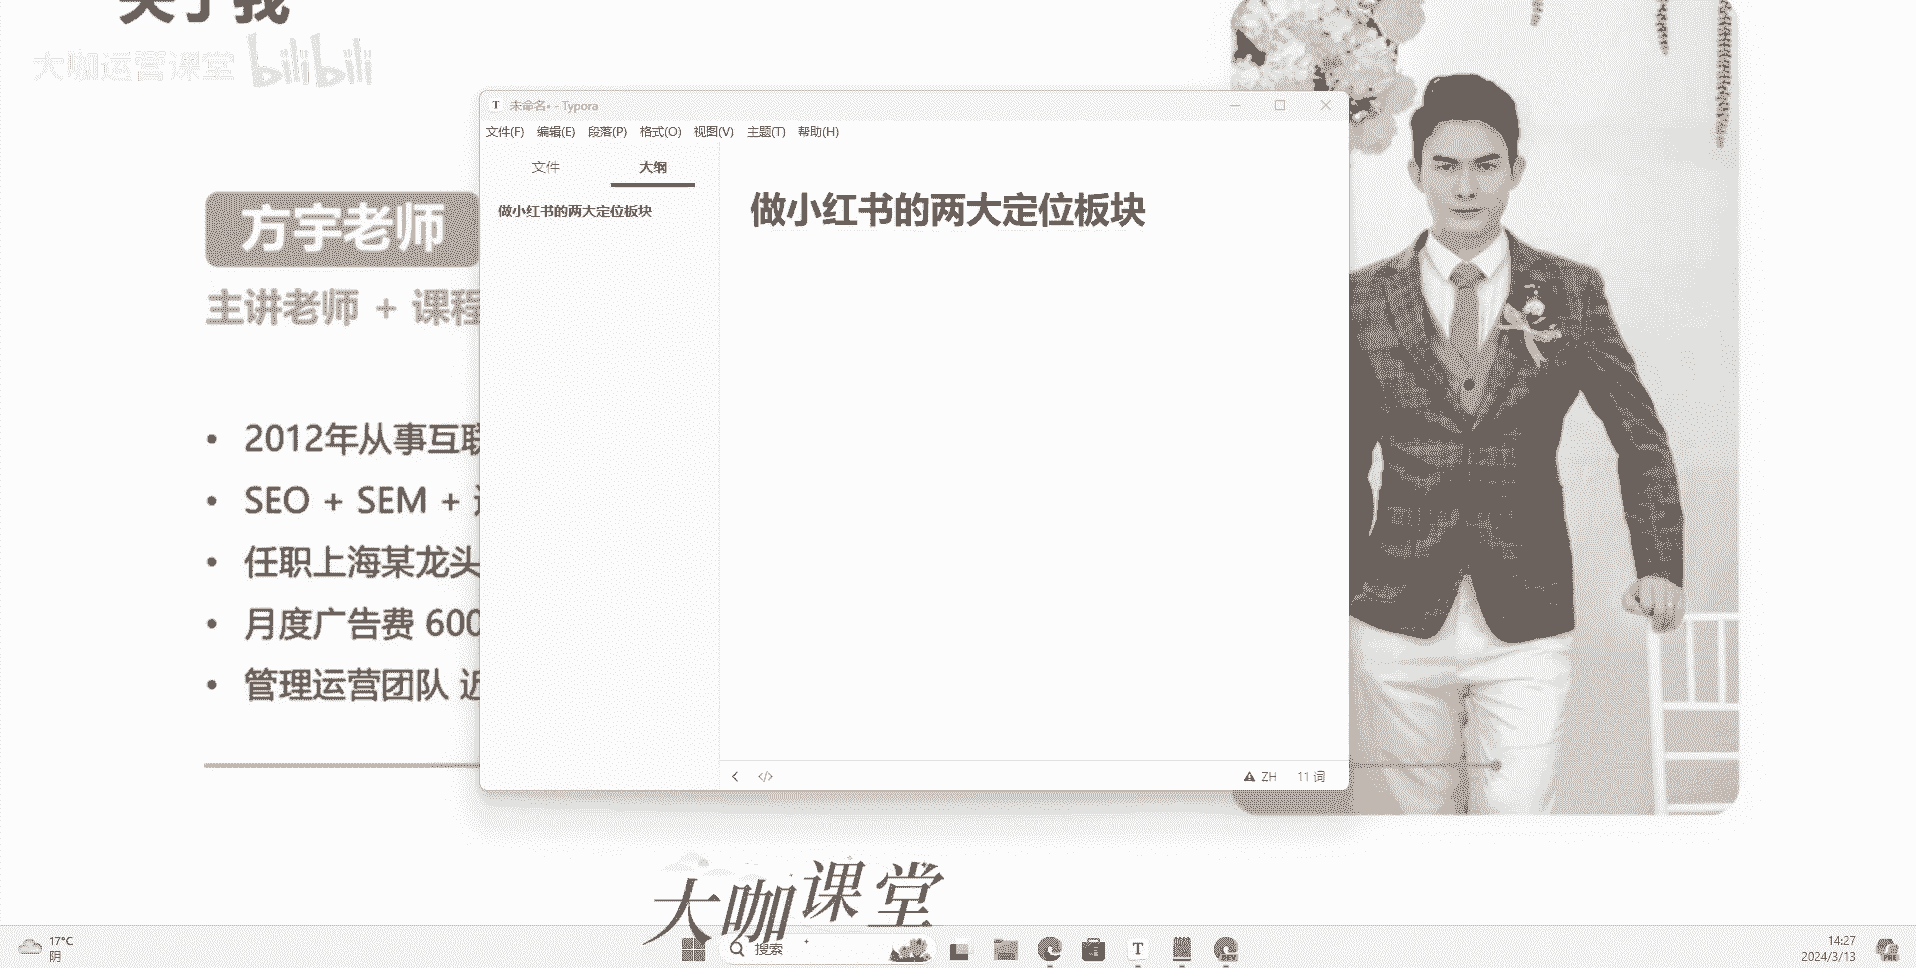 关于我
大咖运营课堂 bilibili
方宇老师
主讲老师 + 课程
2012年从事互联
SEO + SEM +
任职上海某龙头
月度广告费 600
管理运营团队 近
未命名• - Typora
文件(F) 编辑(E) 段落(P) 格式(O) 视图(V) 主题(T) 帮助(H)
文件 大纲
做小红书的两大定位板块
做小红书的两大定位板块
ZH 11 词
大咖课堂
17°C
阴
搜索
T
DEV
14:27
2024/3/13
PRE